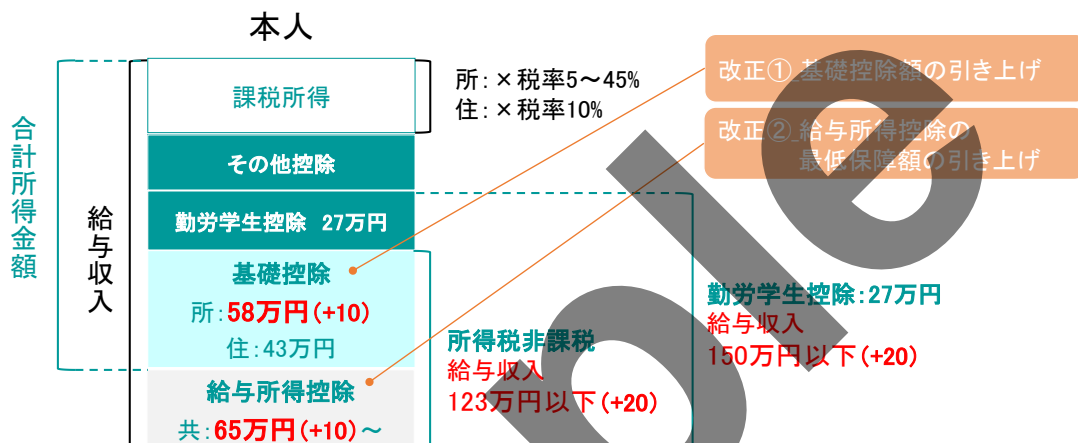 本人
合計所得金額
給与収入
課税所得
所:×税率5～45%
住:×税率10%
その他控除
勤労学生控除 27万円
基礎控除
所:58万円(+10)
住:43万円
給与所得控除
共:65万円(+10)～
所得税非課税
給与収入
123万円以下(+20)
勤労学生控除:27万円
給与収入
150万円以下(+20)
改正①_基礎控除額の引き上げ
改正②_給与所得控除の
最低保障額の引き上げ
ple